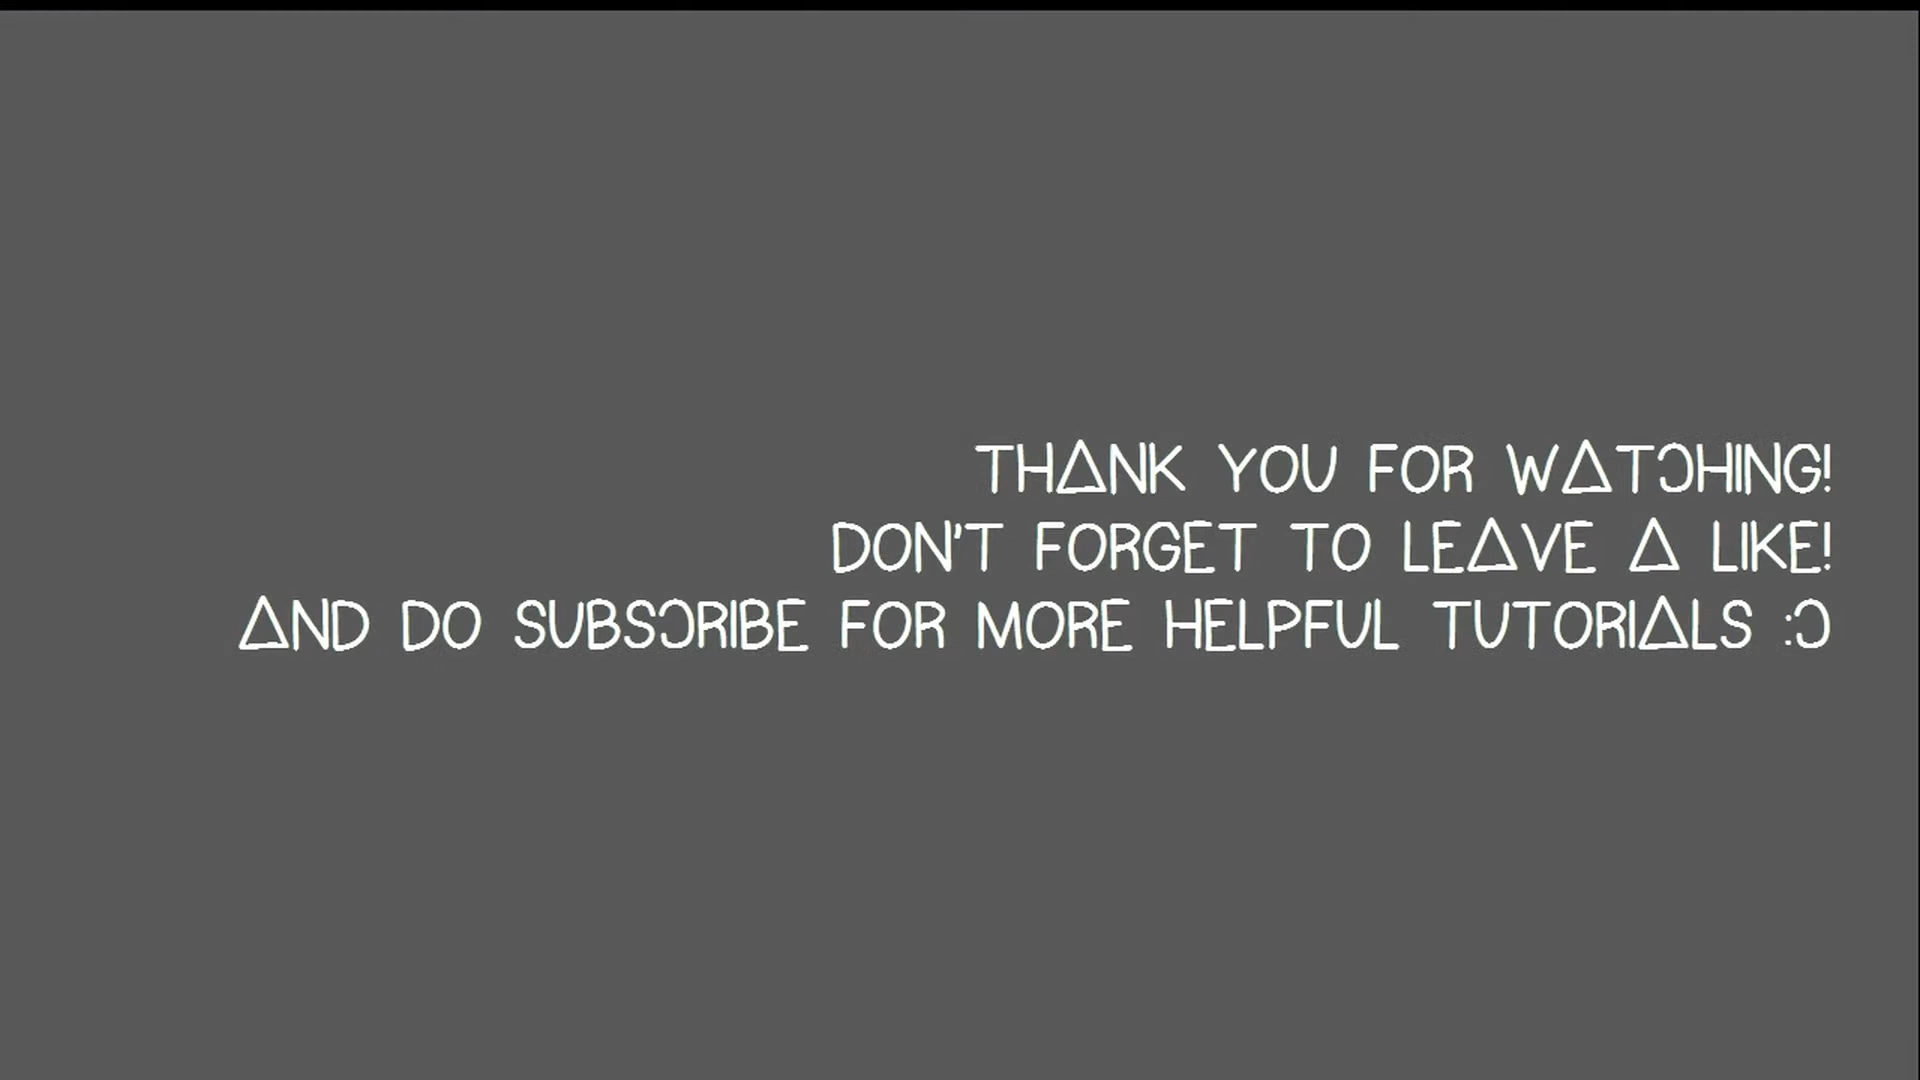 THANK YOU FOR WATCHING!
DON'T FORGET TO LEAVE A LIKE!
AND DO SUBSCRIBE FOR MORE HELPFUL TUTORIALS :C